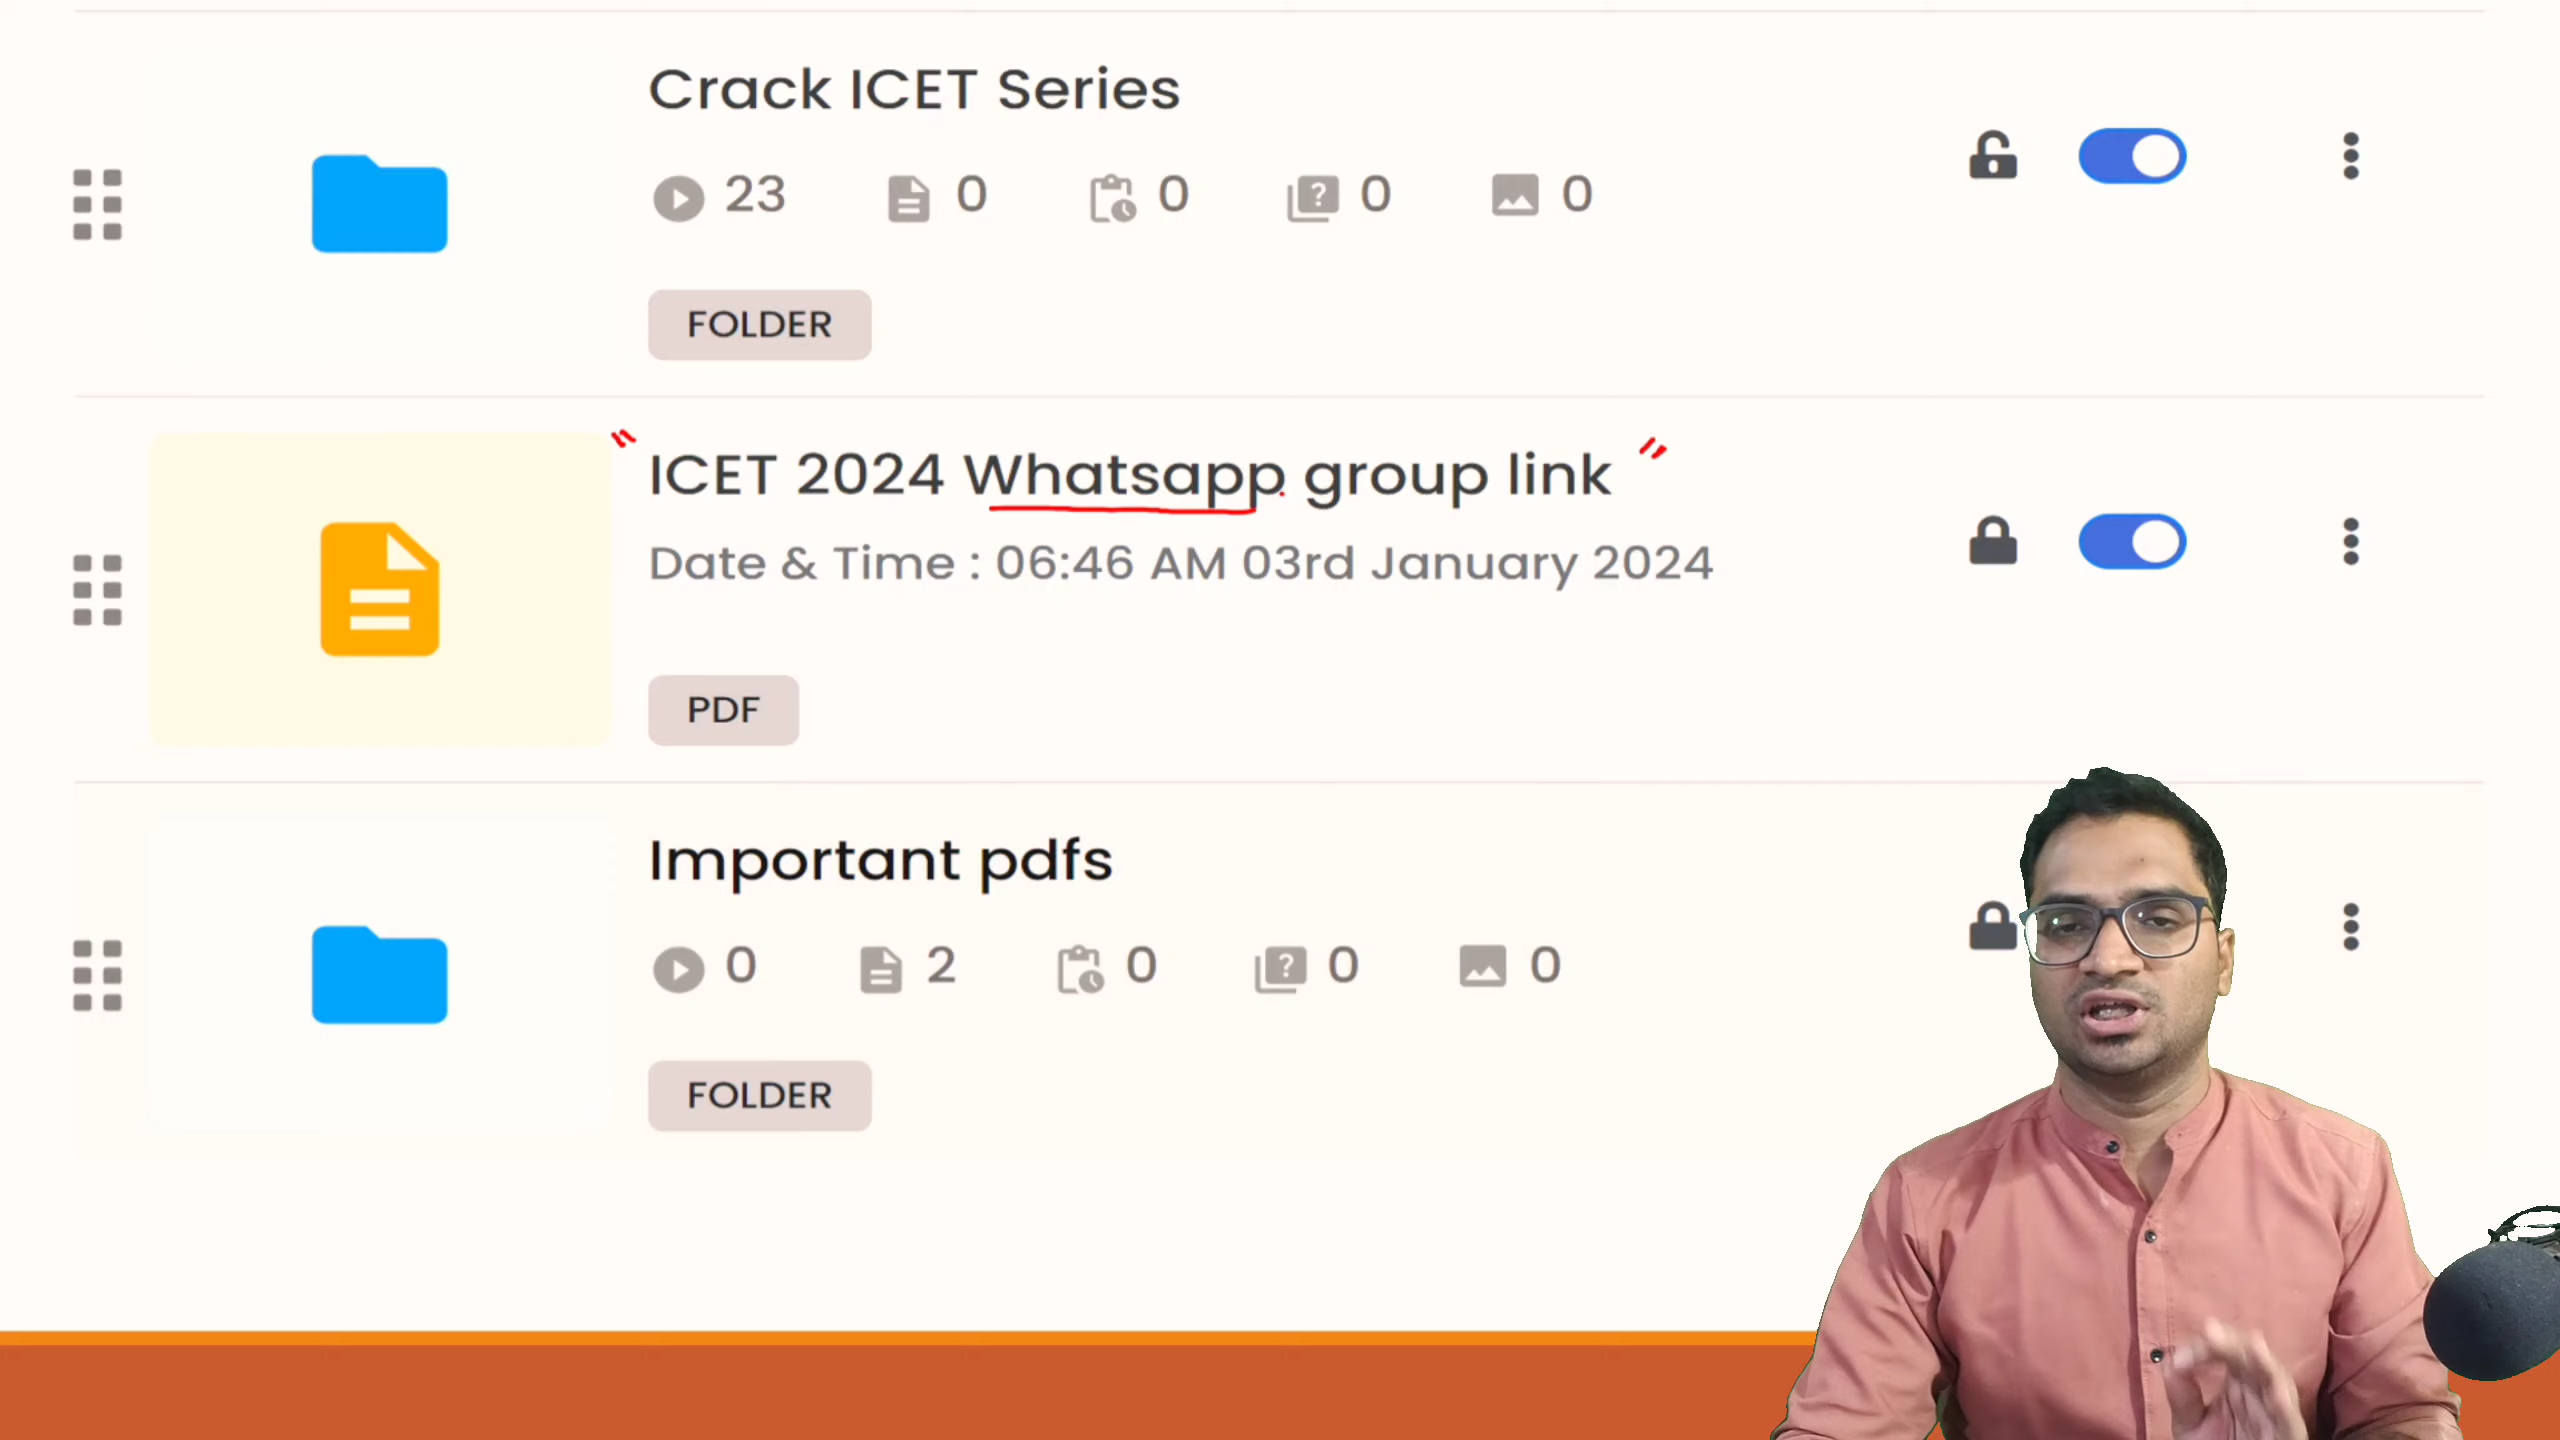 Crack ICET Series
23 0 0 0 0
FOLDER
" ICET 2024 Whatsapp group link "
Date & Time : 06:46 AM 03rd January 2024
PDF
Important pdfs
0 2 0 0 0
FOLDER